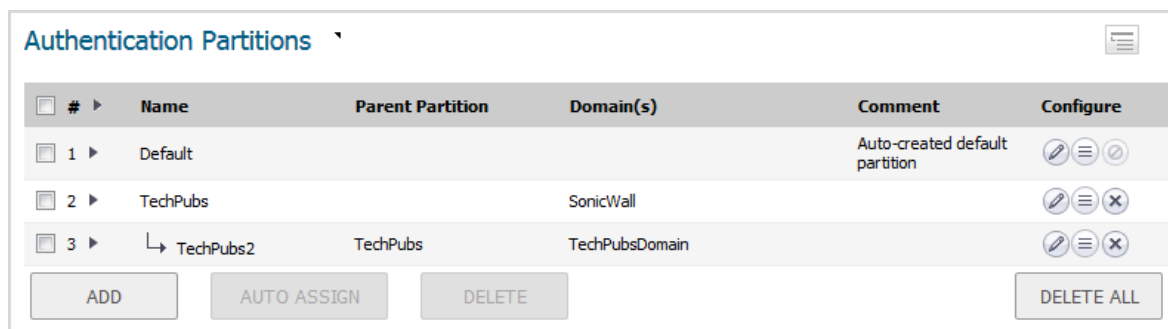 Authentication Partitions
# Name Parent Partition Domain(s) Comment Configure
1 Default Auto-created default
partition
2 TechPubs SonicWall
3 TechPubs2 TechPubs TechPubsDomain
ADD AUTO ASSIGN DELETE DELETE ALL